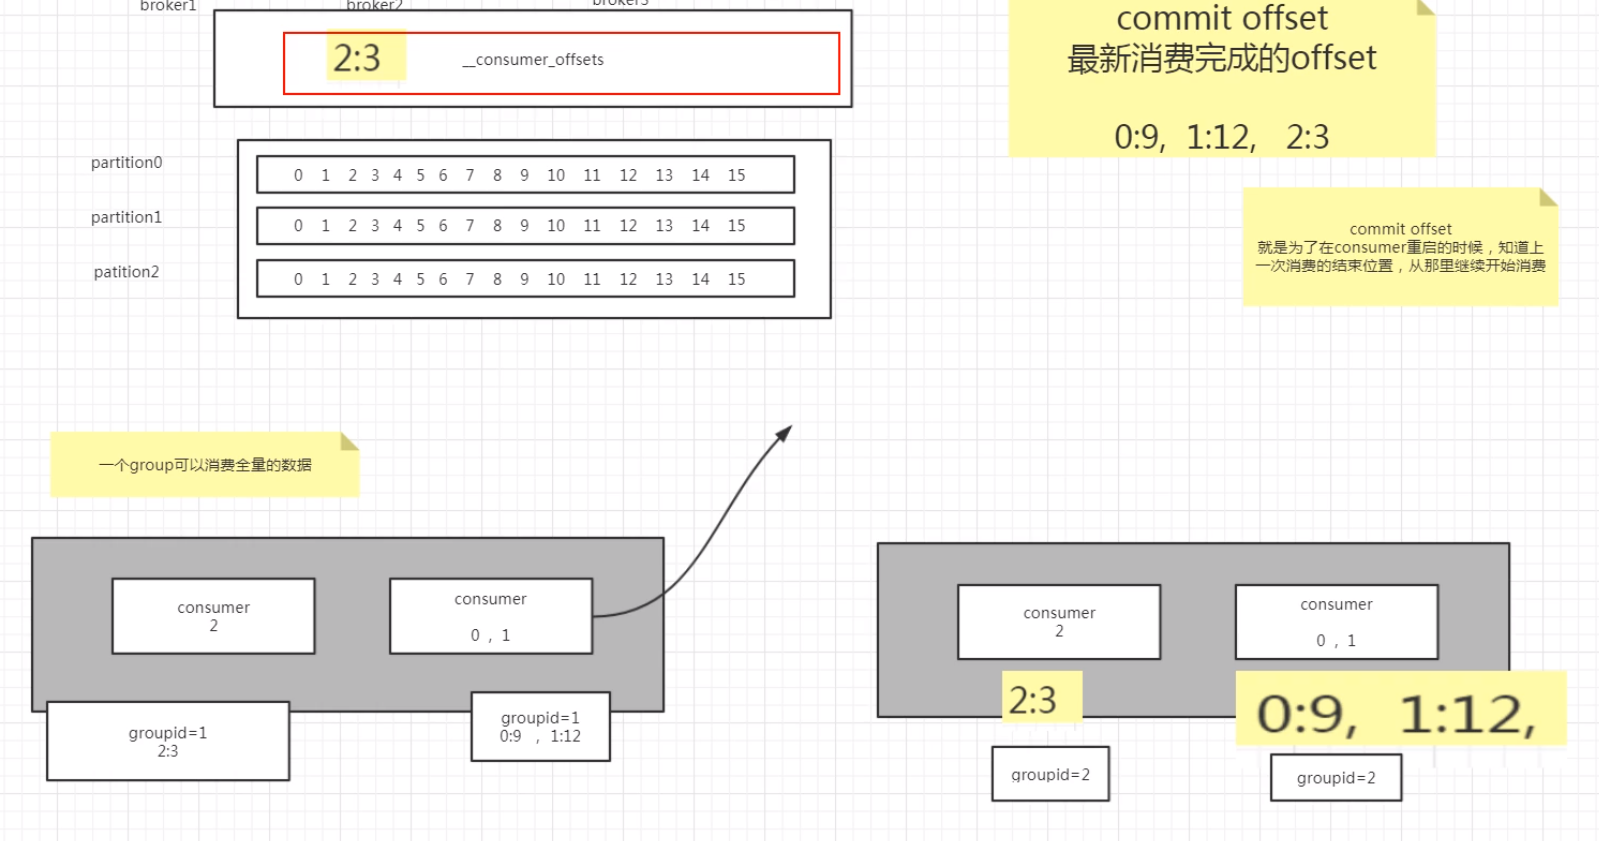 broker1
broker2
broker3
2:3
__consumer_offsets
commit offset
最新消费完成的offset
0:9, 1:12, 2:3
partition0
0 1 2 3 4 5 6 7 8 9 10 11 12 13 14 15
partition1
0 1 2 3 4 5 6 7 8 9 10 11 12 13 14 15
patition2
0 1 2 3 4 5 6 7 8 9 10 11 12 13 14 15
commit offset
就是为了在consumer重启的时候，知道上
一次消费的结束位置，从那里继续开始消费
一个group可以消费全量的数据
consumer
2
consumer
0 ，1
groupid=1
2:3
groupid=1
0:9 ，1:12
consumer
2
consumer
0 ，1
2:3
0:9, 1:12,
groupid=2
groupid=2